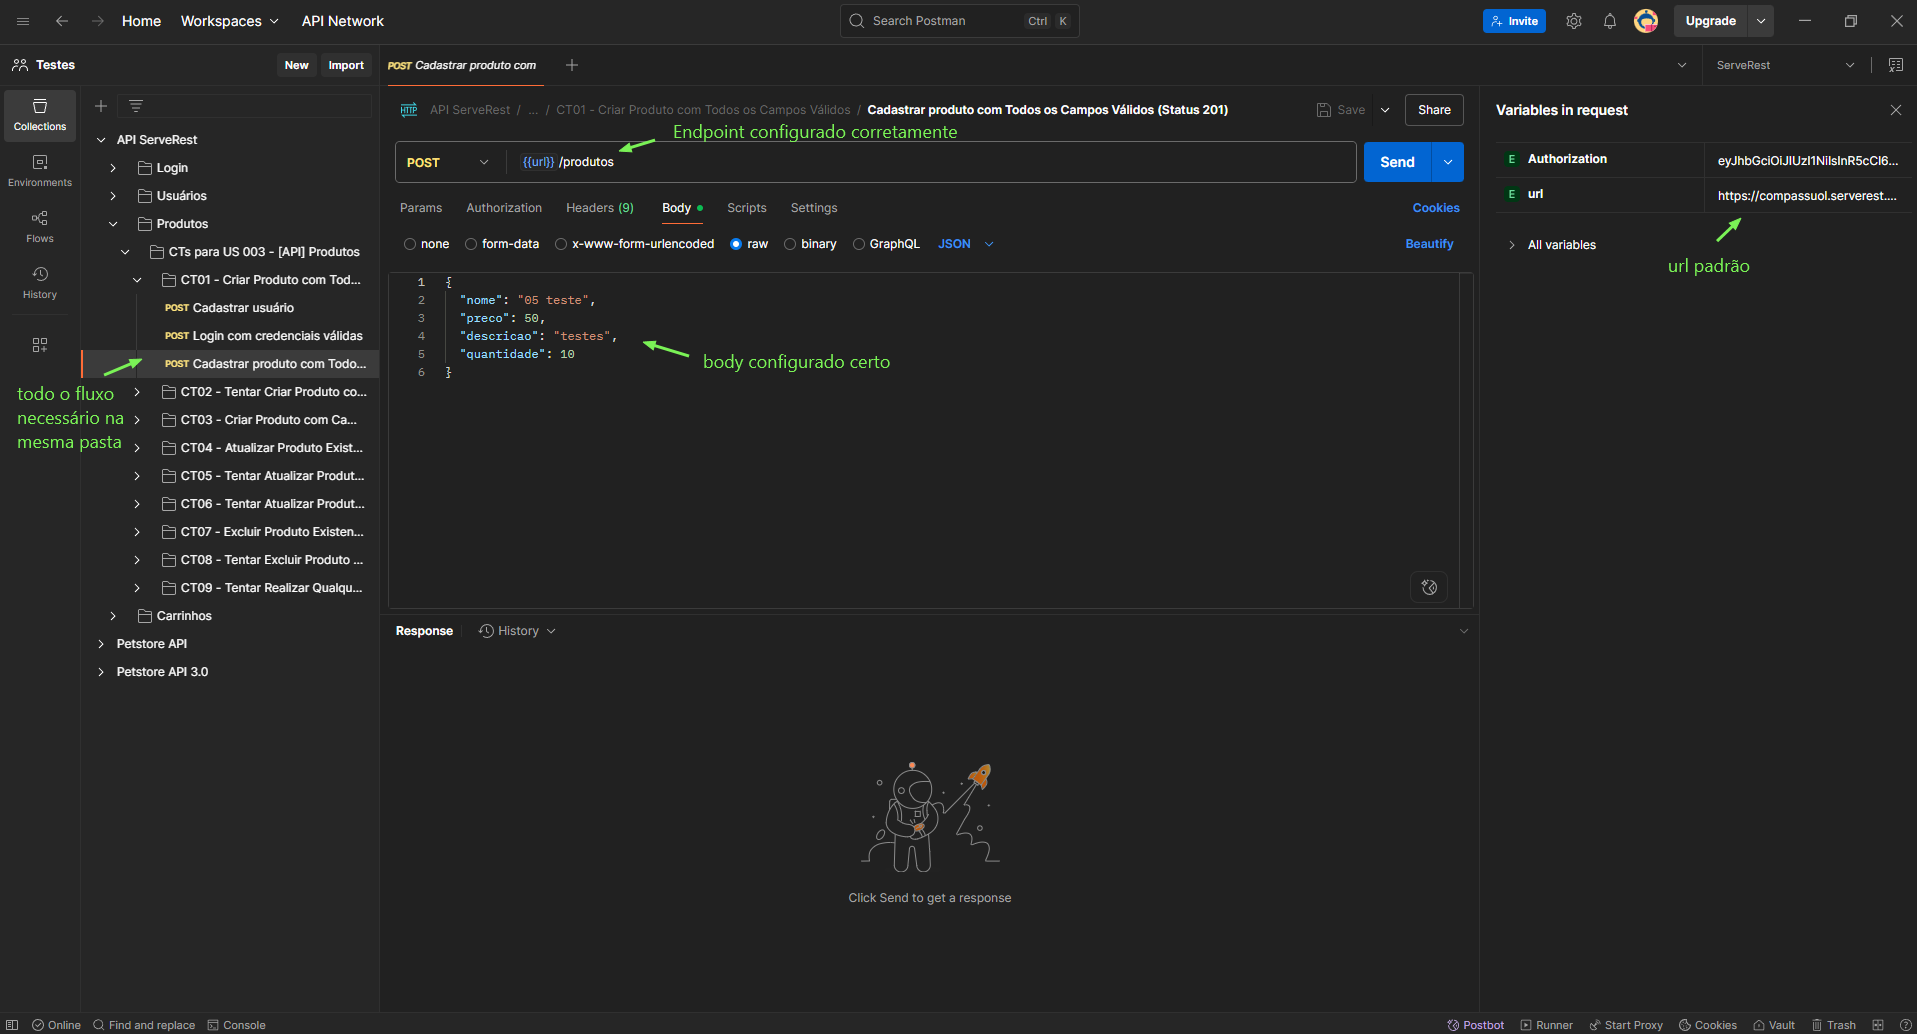 Home
Workspaces
API Network
Search Postman
Ctrl
K
Invite
Upgrade
Testes
New
Import
POST Cadastrar produto com
ServeRest
Collections
Environments
Flows
History
API ServeRest
Login
Usuários
Produtos
CTs para US 003 - [API] Produtos
CT01 - Criar Produto com Tod...
POST Cadastrar usuário
POST Login com credenciais válidas
POST Cadastrar produto com Todo...
CT02 - Tentar Criar Produto co...
CT03 - Criar Produto com Ca...
CT04 - Atualizar Produto Exist...
CT05 - Tentar Atualizar Produt...
CT06 - Tentar Atualizar Produt...
CT07 - Excluir Produto Existen...
CT08 - Tentar Excluir Produto ...
CT09 - Tentar Realizar Qualqu...
Carrinhos
Petstore API
Petstore API 3.0
todo o fluxo
necessário na
mesma pasta
HTTP
API ServeRest / ... / CT01 - Criar Produto com Todos os Campos Válidos / Cadastrar produto com Todos os Campos Válidos (Status 201)
Save
Share
Endpoint configurado corretamente
POST
{{url}} /produtos
Send
Params
Authorization
Headers (9)
Body
Scripts
Settings
Cookies
none
form-data
x-www-form-urlencoded
raw
binary
GraphQL
JSON
Beautify
1 {
2 "nome": "05 teste",
3 "preco": 50,
4 "descricao": "testes",
5 "quantidade": 10
6 }
body configurado certo
Response
History
Click Send to get a response
Variables in request
E Authorization
eyJhbGciOiJIUzI1NiIsInR5cCI6...
E url
https://compassuol.serverest....
All variables
url padrão
Online
Find and replace
Console
Postbot
Runner
Start Proxy
Cookies
Vault
Trash